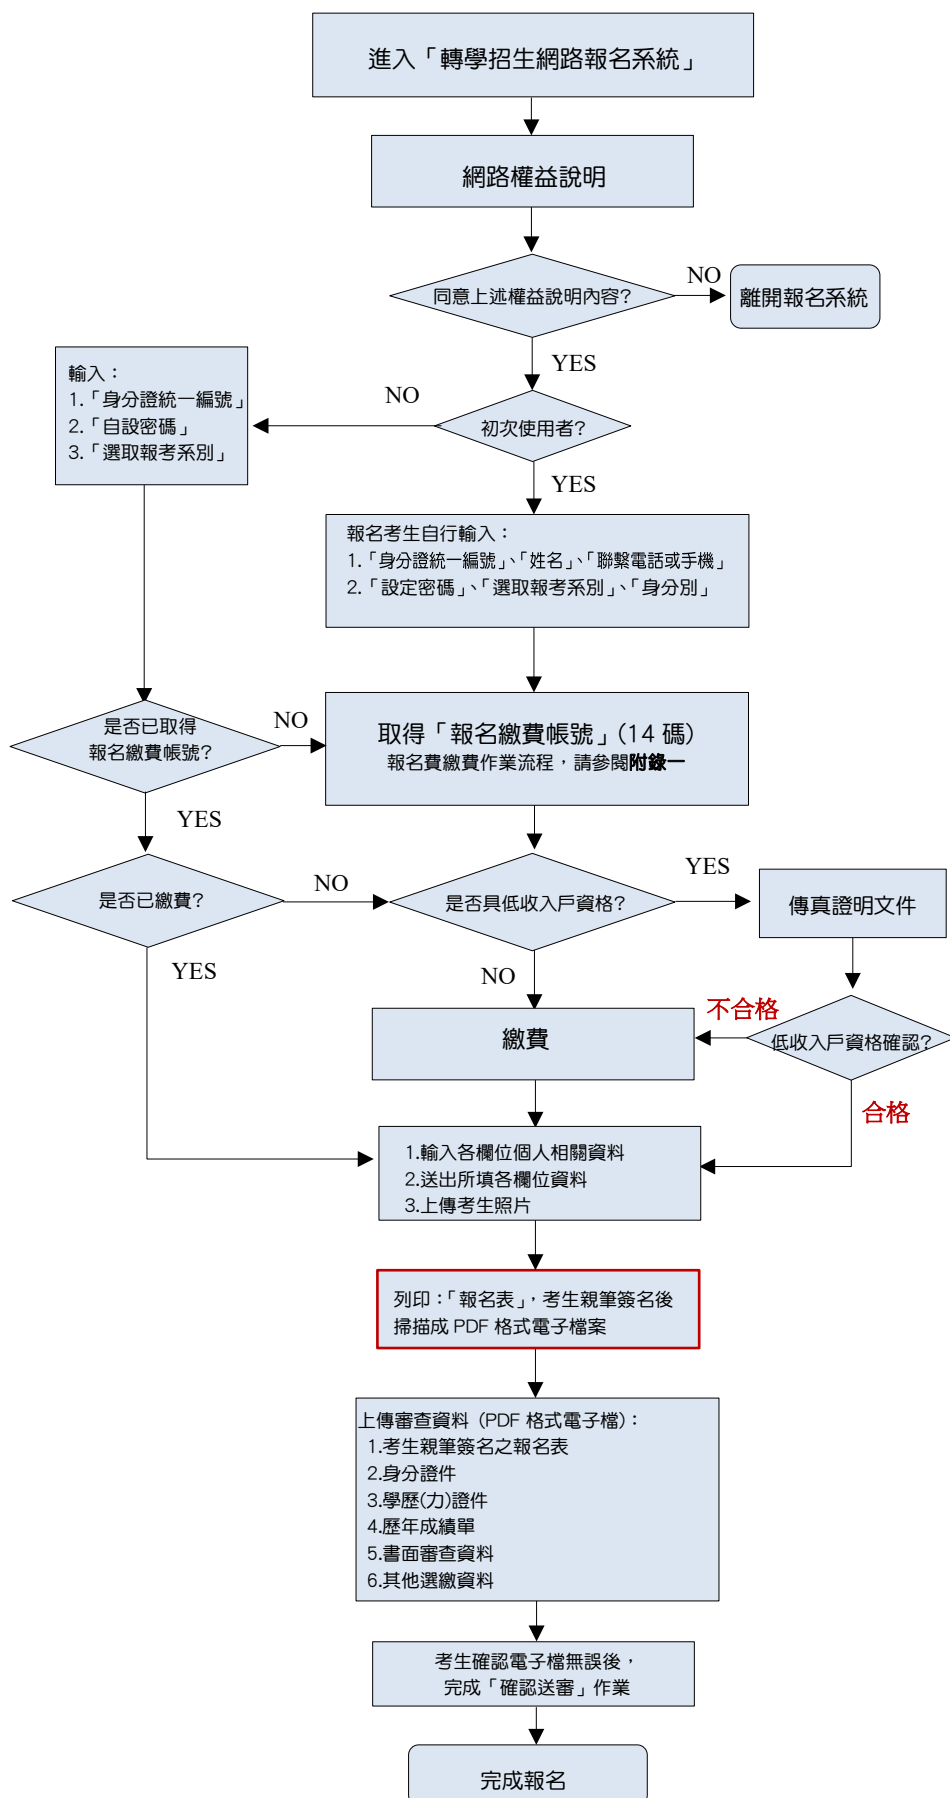 進入「轉學招生網路報名系統」
網路權益說明
同意上述權益說明內容?
NO
離開報名系統
YES
初次使用者?
NO
輸入：
1.「身分證統一編號」
2.「自設密碼」
3.「選取報考系別」
YES
報名考生自行輸入：
1.「身分證統一編號」、「姓名」、「聯繫電話或手機」
2.「設定密碼」、「選取報考系別」、「身分別」
是否已取得
報名繳費帳號?
NO
取得「報名繳費帳號」(14 碼)
報名費繳費作業流程，請參閱附錄一
YES
是否已繳費?
NO
是否具低收入戶資格?
YES
傳真證明文件
YES
NO
繳費
不合格
低收入戶資格確認?
合格
1.輸入各欄位個人相關資料
2.送出所填各欄位資料
3.上傳考生照片
列印：「報名表」，考生親筆簽名後
掃描成 PDF 格式電子檔案
上傳審查資料 (PDF 格式電子檔)：
1.考生親筆簽名之報名表
2.身分證件
3.學歷(力)證件
4.歷年成績單
5.書面審查資料
6.其他選繳資料
考生確認電子檔無誤後，
完成「確認送審」作業
完成報名